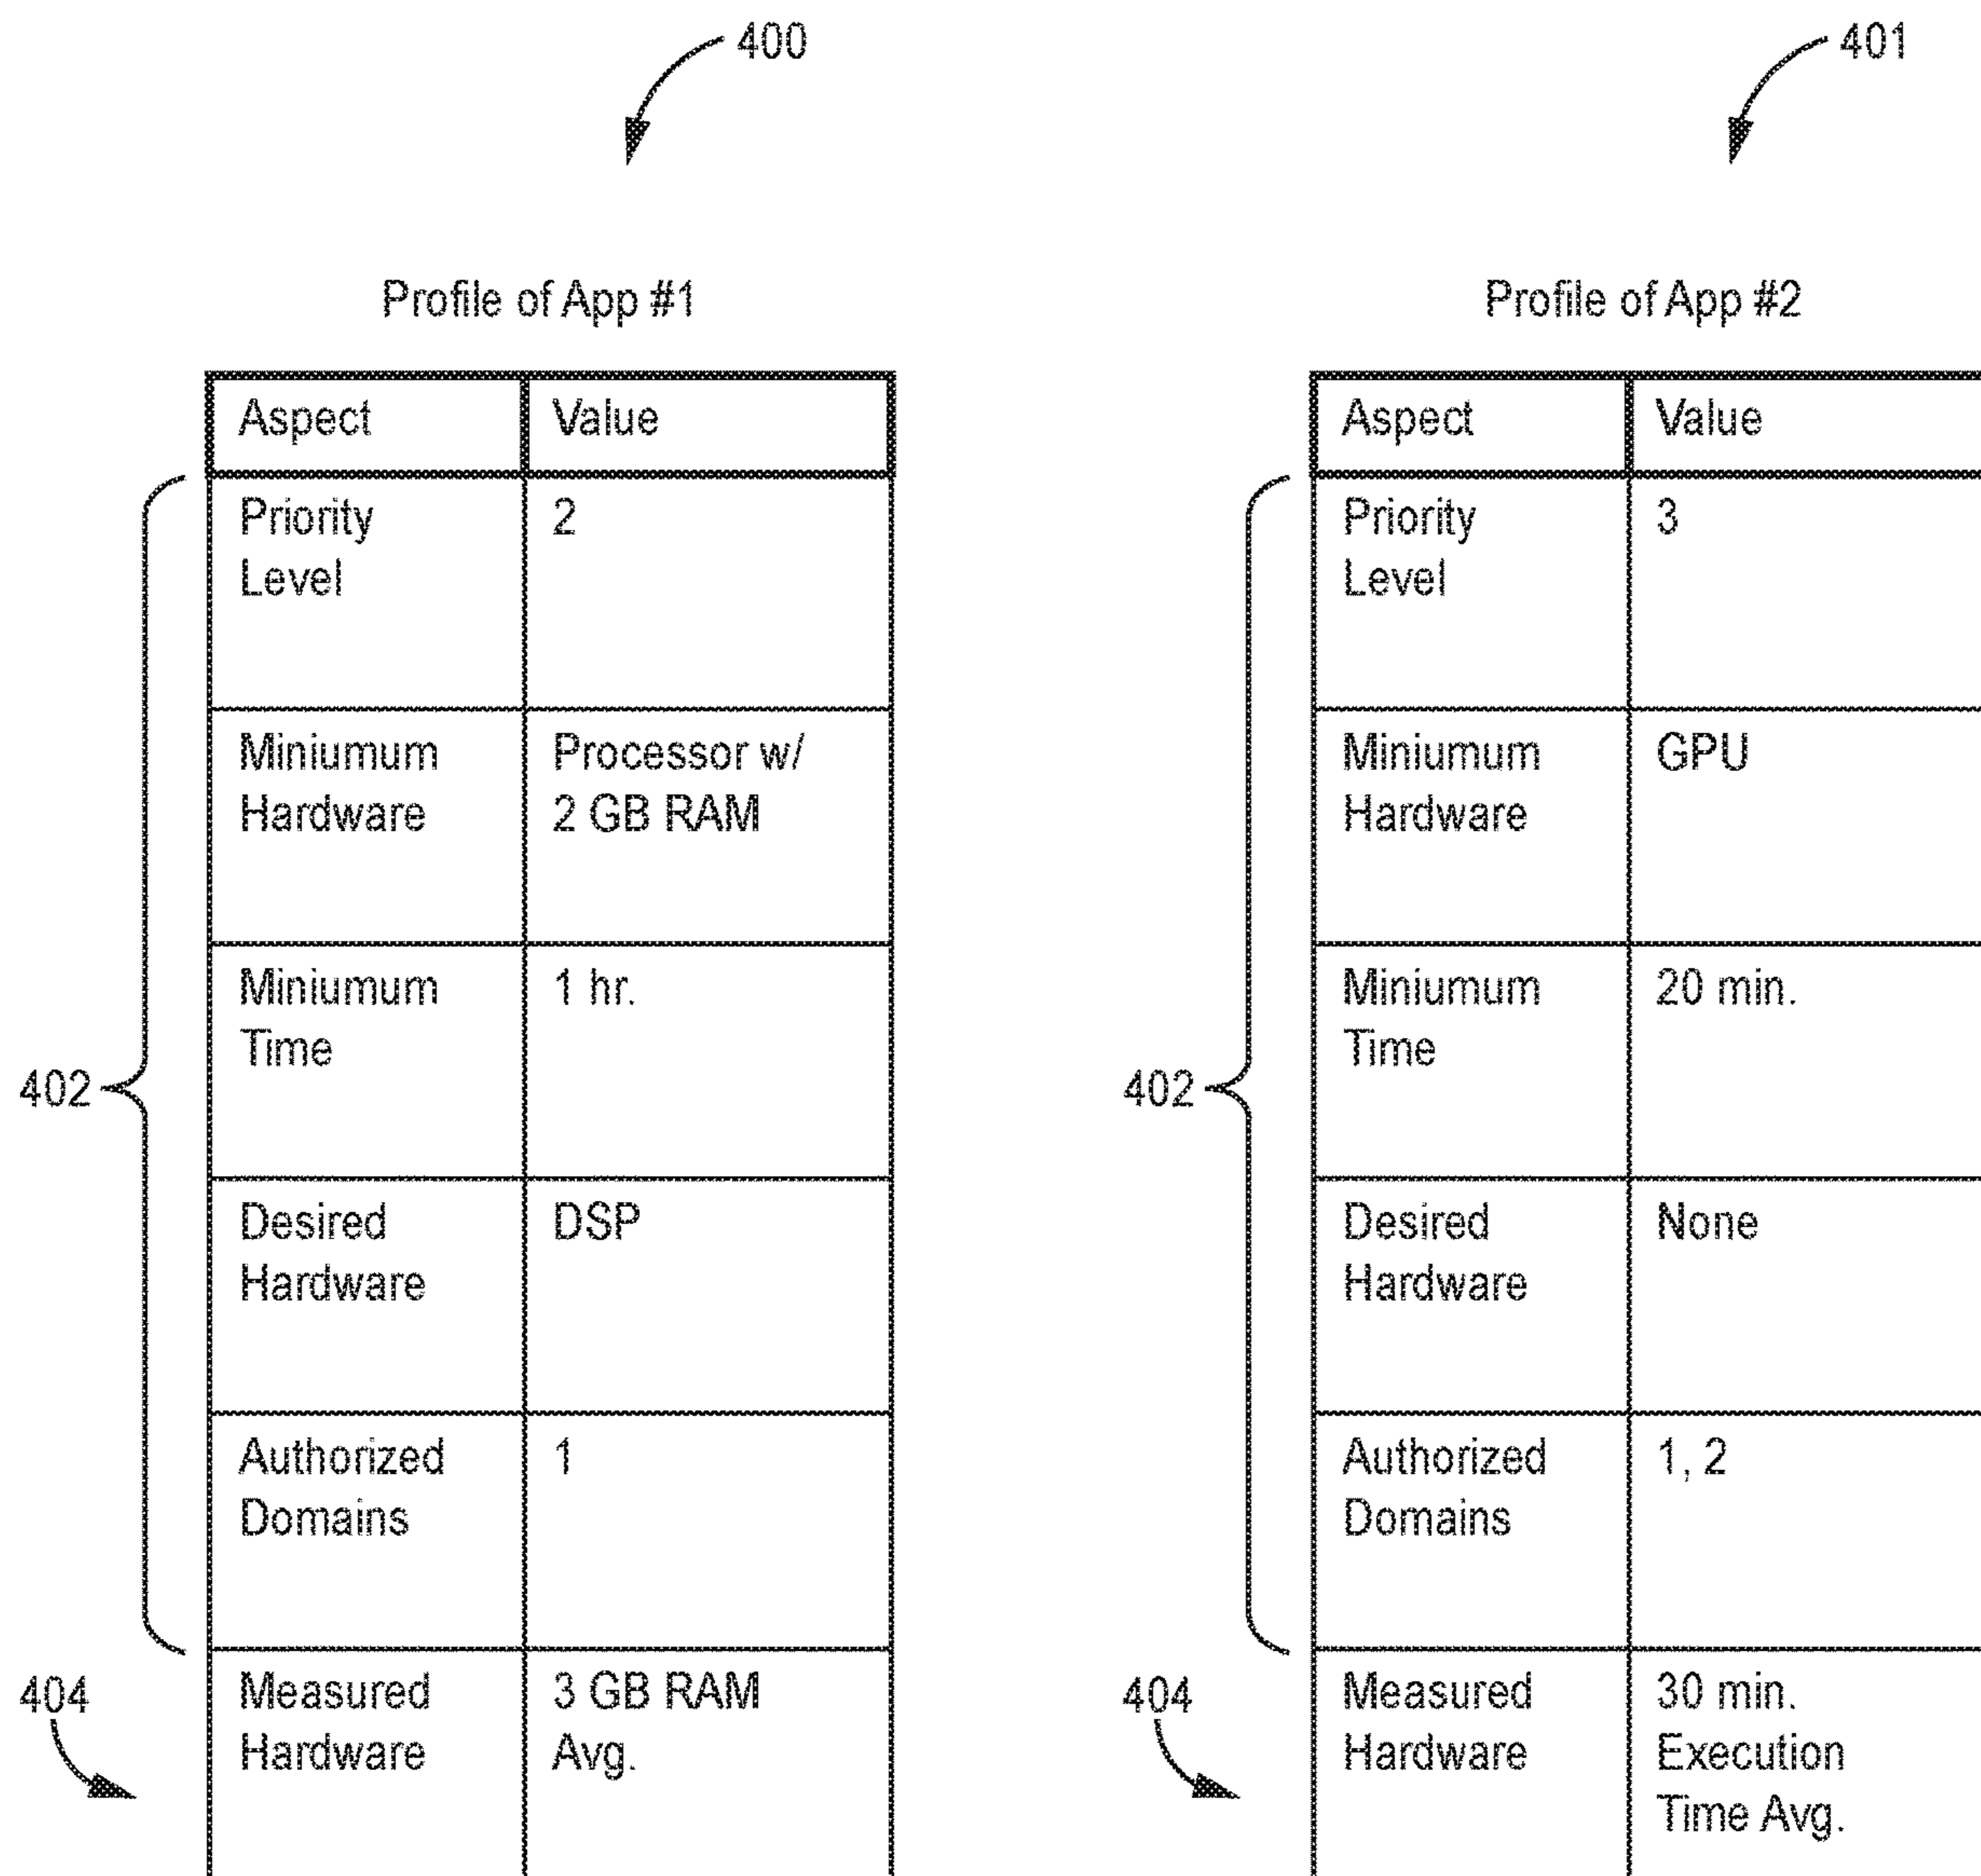 400
Profile of App #1
Aspect Value
Priority 2
Level
Miniumum Processor w/
Hardware 2 GB RAM
Miniumum 1 hr.
Time
402
Desired DSP
Hardware
Authorized 1
Domains
404
Measured 3 GB RAM
Hardware Avg.
401
Profile of App #2
Aspect Value
Priority 3
Level
Miniumum GPU
Hardware
Miniumum 20 min.
Time
402
Desired None
Hardware
Authorized 1, 2
Domains
404
Measured 30 min.
Hardware Execution
Time Avg.